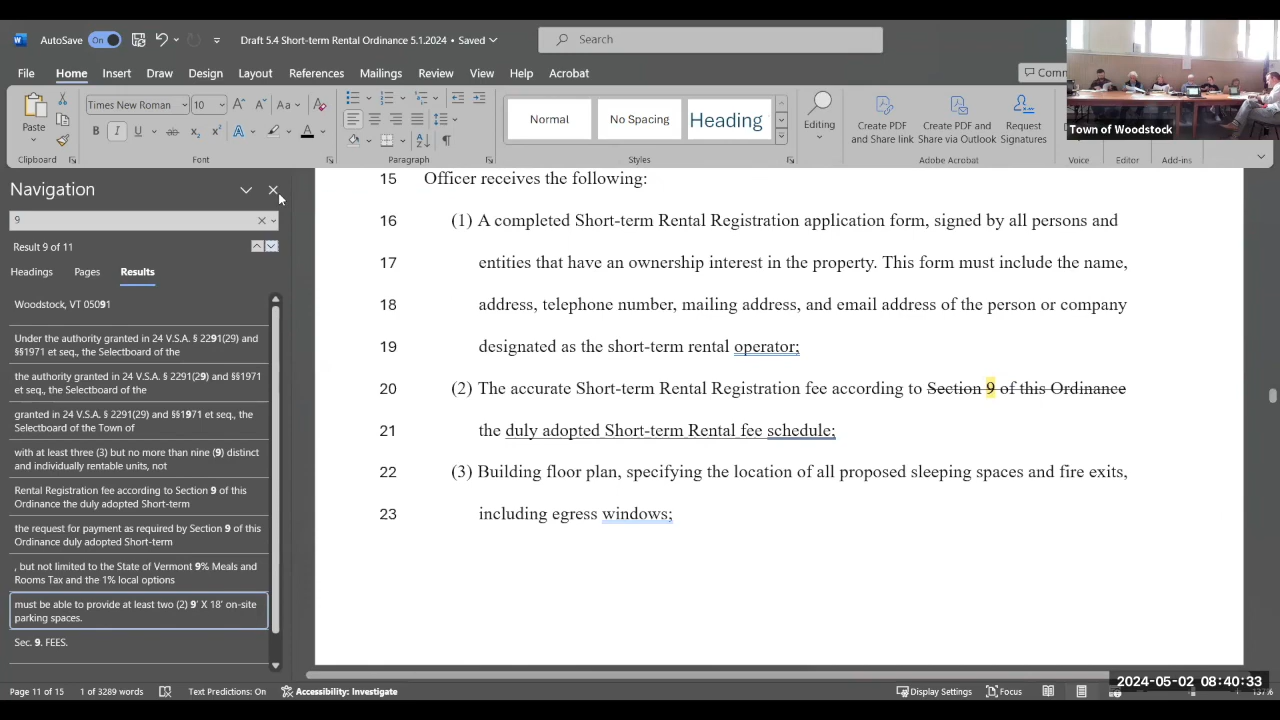 AutoSave On Draft 5.4 Short-term Rental Ordinance 5.1.2024 • Saved Search
File Home Insert Draw Design Layout References Mailings Review View Help Acrobat Comm
Town of Woodstock
Paste
Times New Roman 10
Normal
No Spacing
Heading
Editing
Create PDF and Share link
Create PDF and Share via Outlook
Request Signatures
Clipboard Font Paragraph Styles Adobe Acrobat Voice Editor Add-ins
Navigation
9
Result 9 of 11
Headings Pages Results
Woodstock, VT 05091
Under the authority granted in 24 V.S.A. § 2291(29) and
§§1971 et seq., the Selectboard of the
the authority granted in 24 V.S.A. § 2291(29) and §§1971
et seq., the Selectboard of the
granted in 24 V.S.A. § 2291(29) and §§1971 et seq., the
Selectboard of the Town of
with at least three (3) but no more than nine (9) distinct
and individually rentable units, not
Rental Registration fee according to Section 9 of this
Ordinance the duly adopted Short-term
the request for payment as required by Section 9 of this
Ordinance duly adopted Short-term
, but not limited to the State of Vermont 9% Meals and
Rooms Tax and the 1% local options
must be able to provide at least two (2) 9' X 18' on-site
parking spaces.
Sec. 9. FEES.
15 Officer receives the following:
16 (1) A completed Short-term Rental Registration application form, signed by all persons and
17 entities that have an ownership interest in the property. This form must include the name,
18 address, telephone number, mailing address, and email address of the person or company
19 designated as the short-term rental operator;
20 (2) The accurate Short-term Rental Registration fee according to Section 9 of this Ordinance
21 the duly adopted Short-term Rental fee schedule;
22 (3) Building floor plan, specifying the location of all proposed sleeping spaces and fire exits,
23 including egress windows;
2024-05-02 08:40:33
Page 11 of 15 1 of 3289 words Text Predictions: On Accessibility: Investigate Display Settings Focus 137%